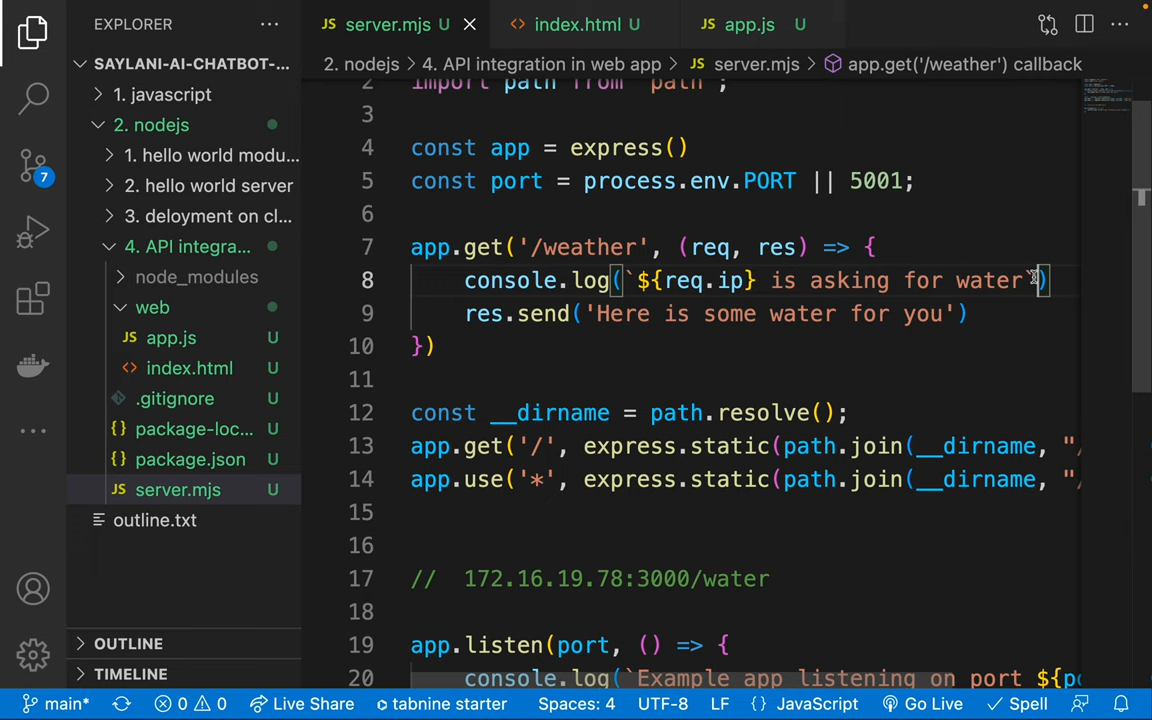 EXPLORER ...
server.mjs U
index.html U
app.js U
SAYLANI-AI-CHATBOT-...
1. javascript
2. nodejs
1. hello world modu...
2. hello world server
3. deloyment on cl...
4. API integra...
node_modules
web
app.js U
index.html U
.gitignore U
package-loc... U
package.json U
server.mjs U
outline.txt
OUTLINE
TIMELINE
7
2. nodejs > 4. API integration in web app > server.mjs > app.get('/weather') callback
2 import path from 'path';
3
4 const app = express()
5 const port = process.env.PORT || 5001;
6
7 app.get('/weather', (req, res) => {
8 console.log(`${req.ip} is asking for water`)
9 res.send('Here is some water for you')
10 })
11
12 const __dirname = path.resolve();
13 app.get('/', express.static(path.join(__dirname, "/
14 app.use('*', express.static(path.join(__dirname, "/
15
16
17 // 172.16.19.78:3000/water
18
19 app.listen(port, () => {
20 console.log(`Example app listening on port ${po
main* 0 0 Live Share tabnine starter Spaces: 4 UTF-8 LF {} JavaScript Go Live Spell